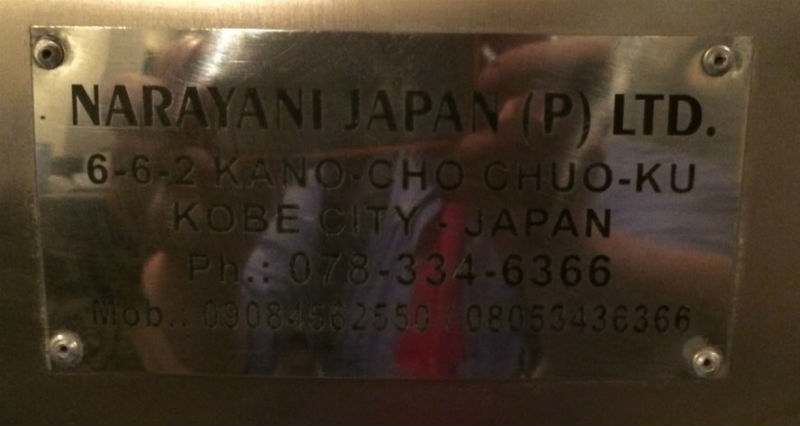 NARAYANI JAPAN (P) LTD.
6-6-2 KANO-CHO CHUO-KU
KOBE CITY - JAPAN
Ph.: 078-334-6366
Mob.: 09084562550 / 08053436366